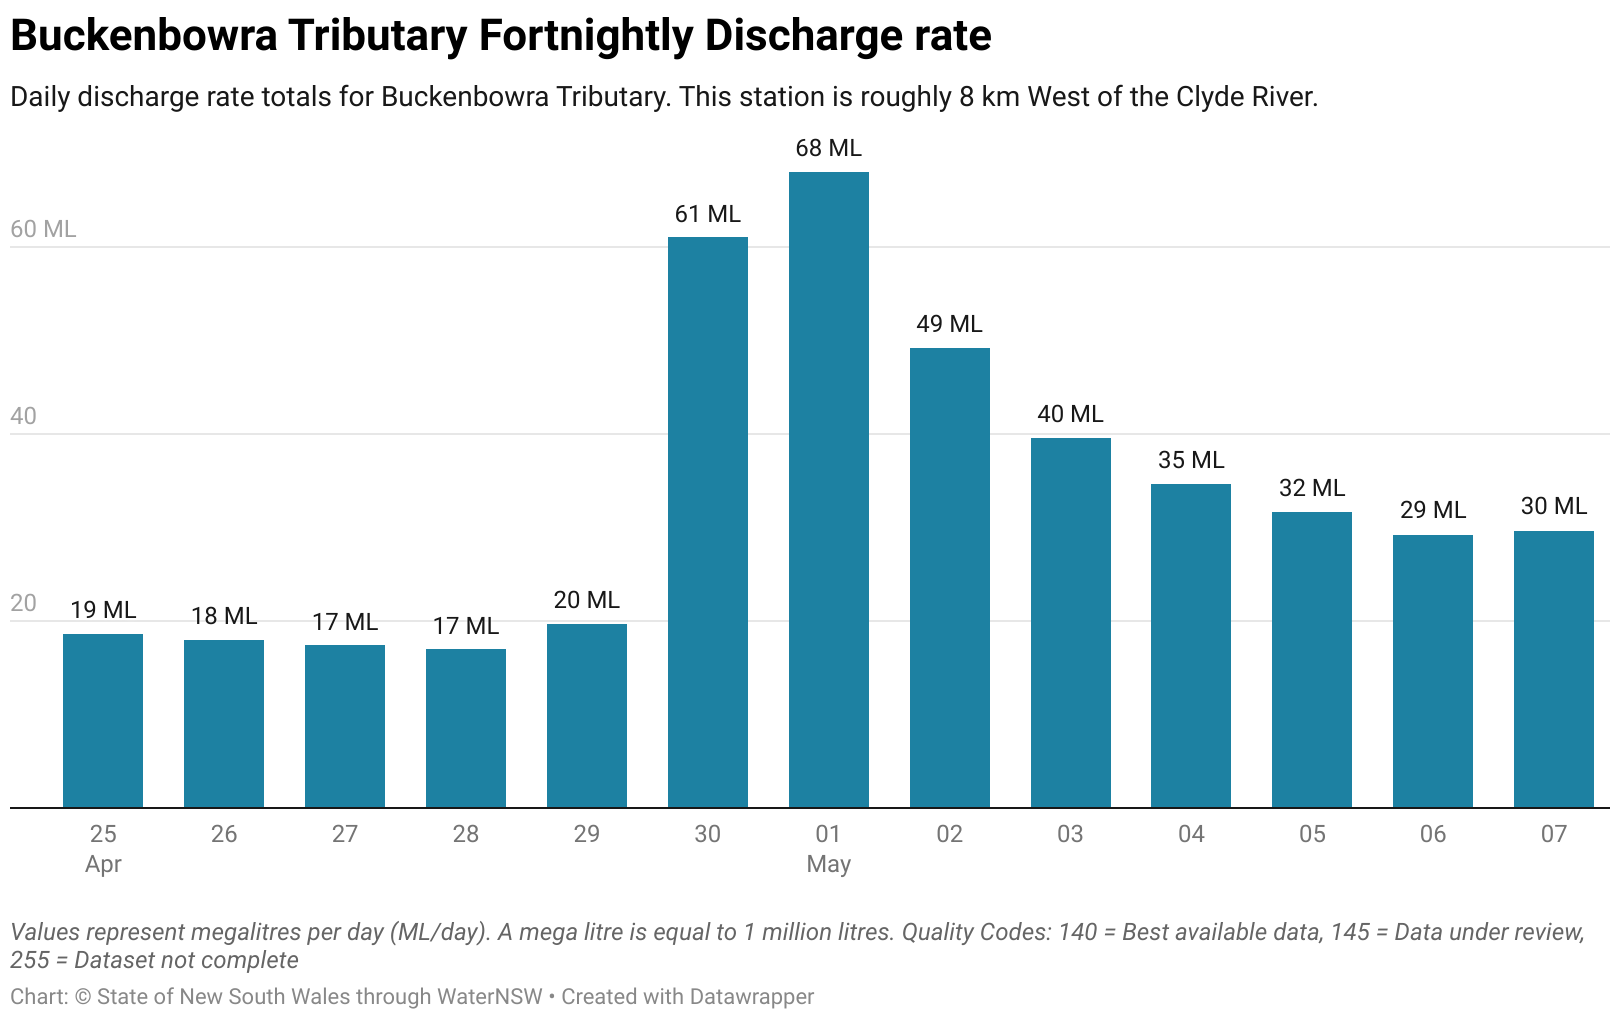 Buckenbowra Tributary Fortnightly Discharge rate
Daily discharge rate totals for Buckenbowra Tributary. This station is roughly 8 km West of the Clyde River.
68 ML
61 ML
60 ML
49 ML
40 ML
40
35 ML
32 ML
29 ML
30 ML
20 ML
20
19 ML
18 ML
17 ML
17 ML
25
26
27
28
29
30
01
02
03
04
05
06
07
Apr
May
Values represent megalitres per day (ML/day). A mega litre is equal to 1 million litres. Quality Codes: 140 = Best available data, 145 = Data under review,
255 = Dataset not complete
Chart: © State of New South Wales through WaterNSW • Created with Datawrapper